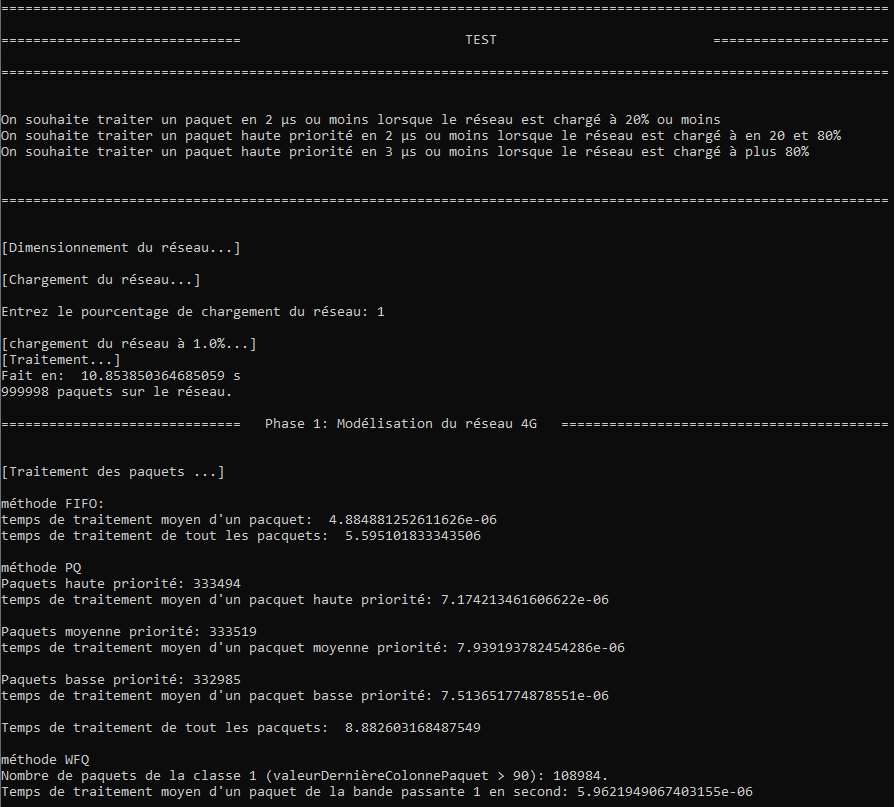 ===============================================================================================================
==============================                            TEST                           ======================
===============================================================================================================
On souhaite traiter un paquet en 2 µs ou moins lorsque le réseau est chargé à 20% ou moins
On souhaite traiter un paquet haute priorité en 2 µs ou moins lorsque le réseau est chargé à en 20 et 80%
On souhaite traiter un paquet haute priorité en 3 µs ou moins lorsque le réseau est chargé à plus 80%
===============================================================================================================
[Dimensionnement du réseau...]
[Chargement du réseau...]
Entrez le pourcentage de chargement du réseau: 1
[chargement du réseau à 1.0%...]
[Traitement...]
Fait en:  10.853850364685059 s
999998 paquets sur le réseau.
==============================   Phase 1: Modélisation du réseau 4G   =========================================
[Traitement des paquets ...]
méthode FIFO:
temps de traitement moyen d'un pacquet:  4.884881252611626e-06
temps de traitement de tout les pacquets:  5.595101833343506
méthode PQ
Paquets haute priorité: 333494
temps de traitement moyen d'un pacquet haute priorité: 7.174213461606622e-06
Paquets moyenne priorité: 333519
temps de traitement moyen d'un pacquet moyenne priorité: 7.939193782454286e-06
Paquets basse priorité: 332985
temps de traitement moyen d'un pacquet basse priorité: 7.513651774878551e-06
Temps de traitement de tout les pacquets:  8.882603168487549
méthode WFQ
Nombre de paquets de la classe 1 (valeurDernièreColonnePaquet > 90): 108984.
Temps de traitement moyen d'un paquet de la bande passante 1 en second: 5.9621949067403155e-06